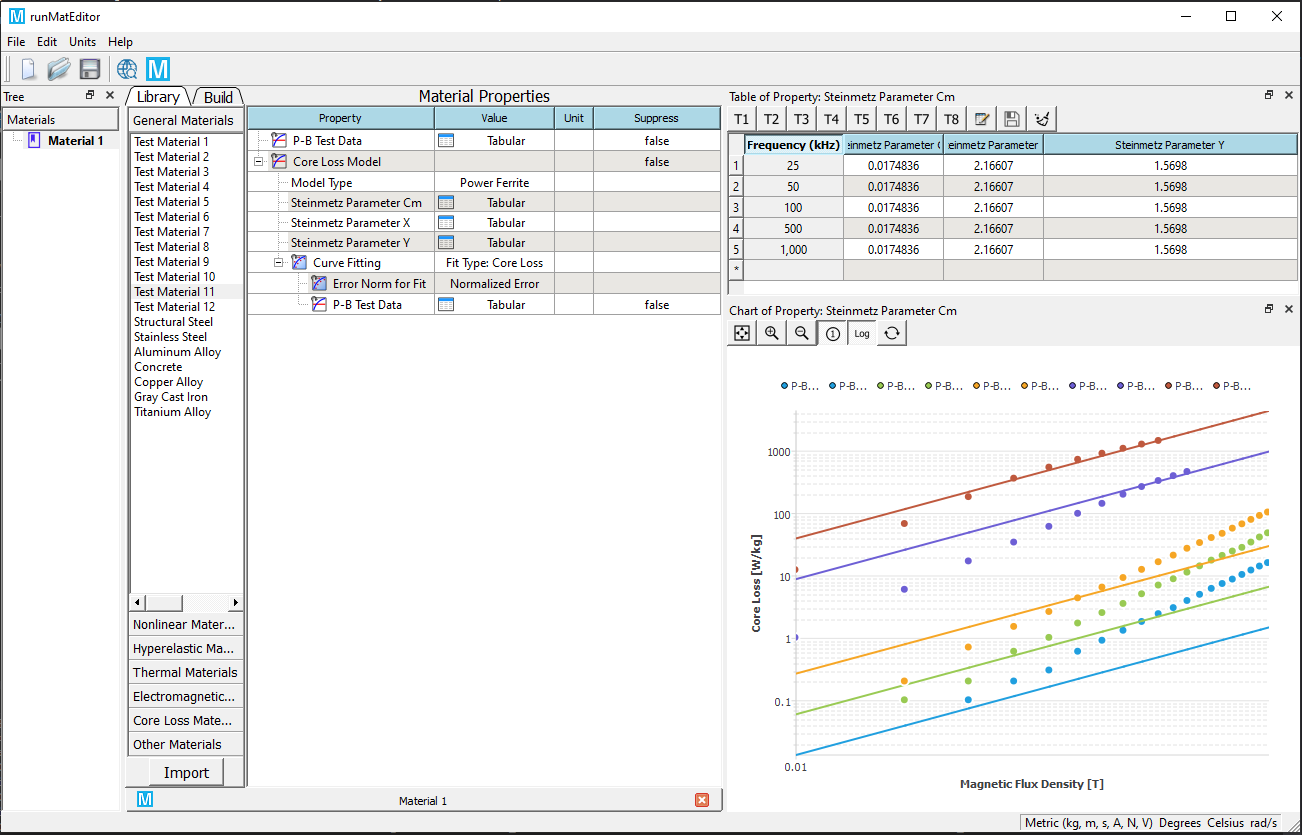 M runMatEditor
File Edit Units Help
M
Tree
Materials
Material 1
Library Build
General Materials
Test Material 1
Test Material 2
Test Material 3
Test Material 4
Test Material 5
Test Material 6
Test Material 7
Test Material 8
Test Material 9
Test Material 10
Test Material 11
Test Material 12
Structural Steel
Stainless Steel
Aluminum Alloy
Concrete
Copper Alloy
Gray Cast Iron
Titanium Alloy
Nonlinear Mater...
Hyperelastic Ma...
Thermal Materials
Electromagnetic...
Core Loss Mate...
Other Materials
Import
Material Properties
Property Value Unit Suppress
P-B Test Data Tabular false
Core Loss Model false
Model Type Power Ferrite
Steinmetz Parameter Cm Tabular
Steinmetz Parameter X Tabular
Steinmetz Parameter Y Tabular
Curve Fitting Fit Type: Core Loss
Error Norm for Fit Normalized Error
P-B Test Data Tabular false
M Material 1
Table of Property: Steinmetz Parameter Cm
T1 T2 T3 T4 T5 T6 T7 T8
Frequency (kHz) einmetz Parameter einmetz Parameter Steinmetz Parameter Y
1 25 0.0174836 2.16607 1.5698
2 50 0.0174836 2.16607 1.5698
3 100 0.0174836 2.16607 1.5698
4 500 0.0174836 2.16607 1.5698
5 1,000 0.0174836 2.16607 1.5698
*
Chart of Property: Steinmetz Parameter Cm
1 Log
P-B... P-B... P-B... P-B... P-B... P-B... P-B... P-B... P-B... P-B...
1000
100
10
1
0.1
0.01
Core Loss [W/kg]
Magnetic Flux Density [T]
Metric (kg, m, s, A, N, V) Degrees Celsius rad/s